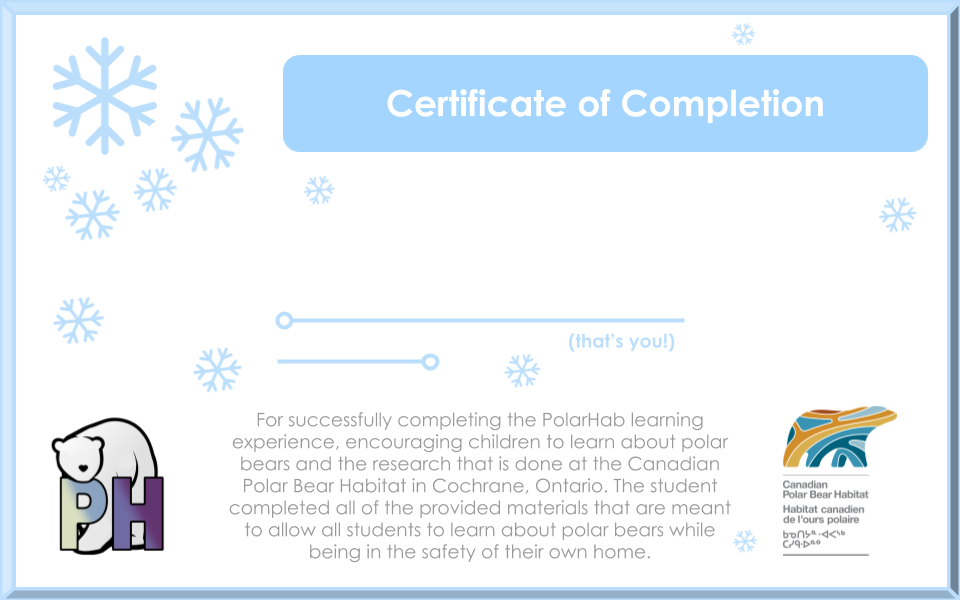 Certificate of Completion
(that's you!)
For successfully completing the PolarHab learning
experience, encouraging children to learn about polar
bears and the research that is done at the Canadian
Polar Bear Habitat in Cochrane, Ontario. The student
completed all of the provided materials that are meant
to allow all students to learn about polar bears while
being in the safety of their own home.
PH
Canadian
Polar Bear Habitat
Habitat canadien
de l'ours polaire